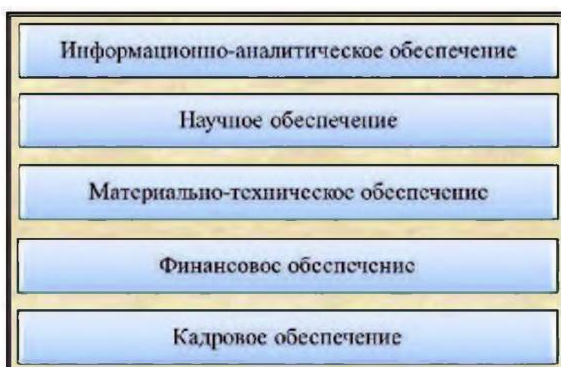 Информационно-аналитическое обеспечение
Научное обеспечение
Материально-техническое обеспечение
Финансовое обеспечение
Кадровое обеспечение